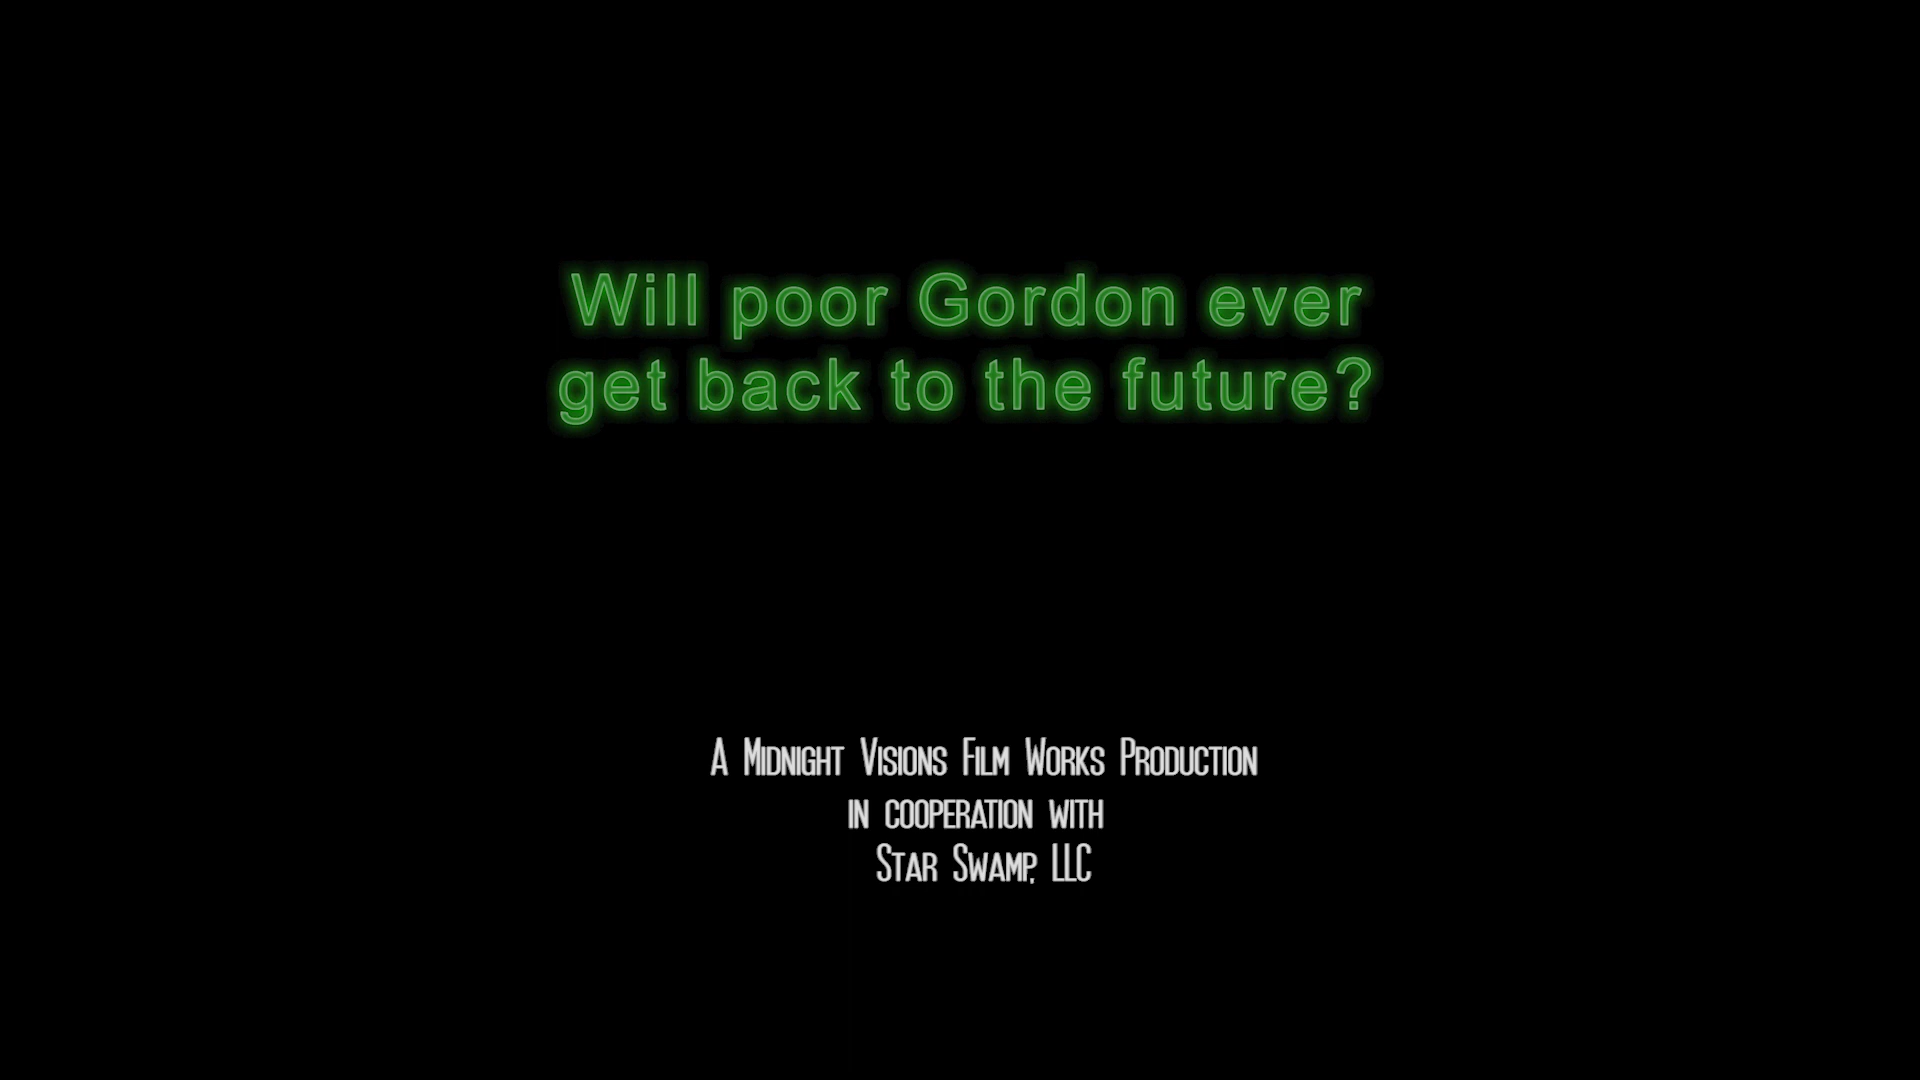 Will poor Gordon ever
get back to the future?
A Midnight Visions Film Works Production
in cooperation with
Star Swamp, LLC